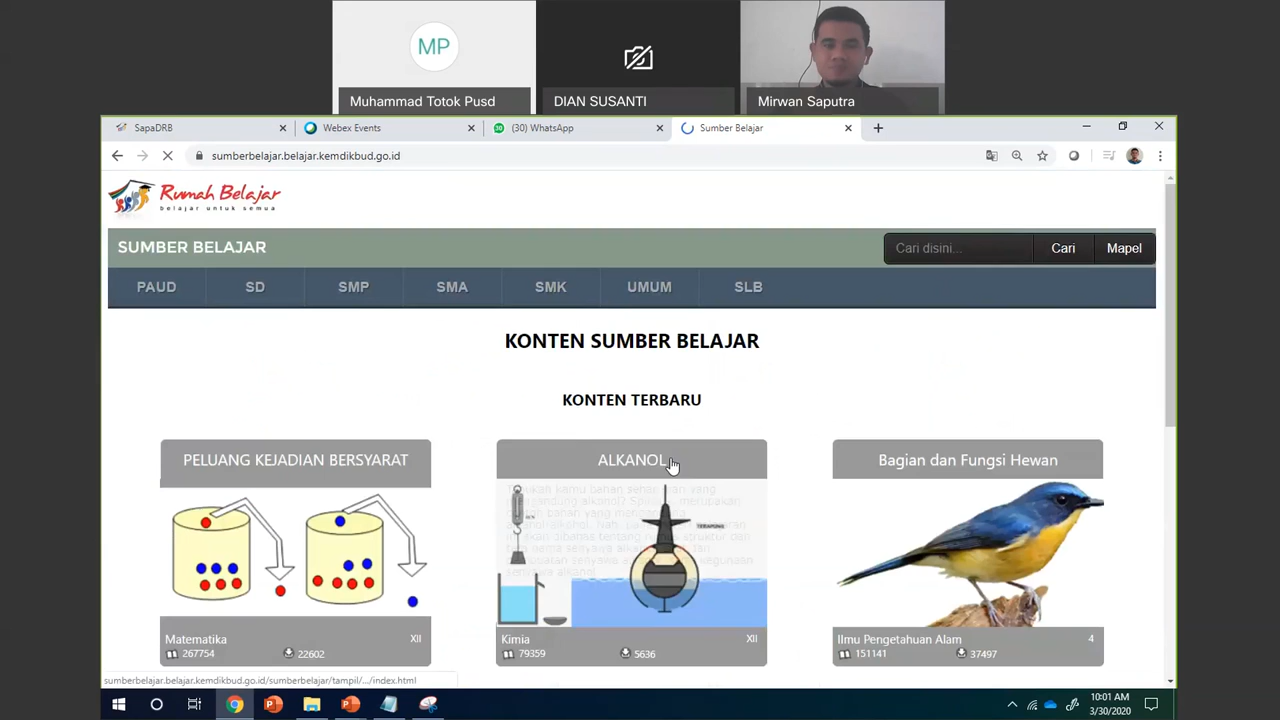 MP
Muhammad Totok Pusd
DIAN SUSANTI
Mirwan Saputra
SapaDRB
Webex Events
(30) WhatsApp
Sumber Belajar
sumberbelajar.belajar.kemdikbud.go.id
Rumah Belajar
belajar untuk semua
SUMBER BELAJAR
Cari disini...
Cari
Mapel
PAUD
SD
SMP
SMA
SMK
UMUM
SLB
KONTEN SUMBER BELAJAR
KONTEN TERBARU
PELUANG KEJADIAN BERSYARAT
Matematika
XII
267754
22602
ALKANOL
TERAPUNG
Kimia
XII
79359
5636
Bagian dan Fungsi Hewan
Ilmu Pengetahuan Alam
4
151141
37497
sumberbelajar.belajar.kemdikbud.go.id/sumberbelajar/tampil/.../index.html
10:01 AM
3/30/2020